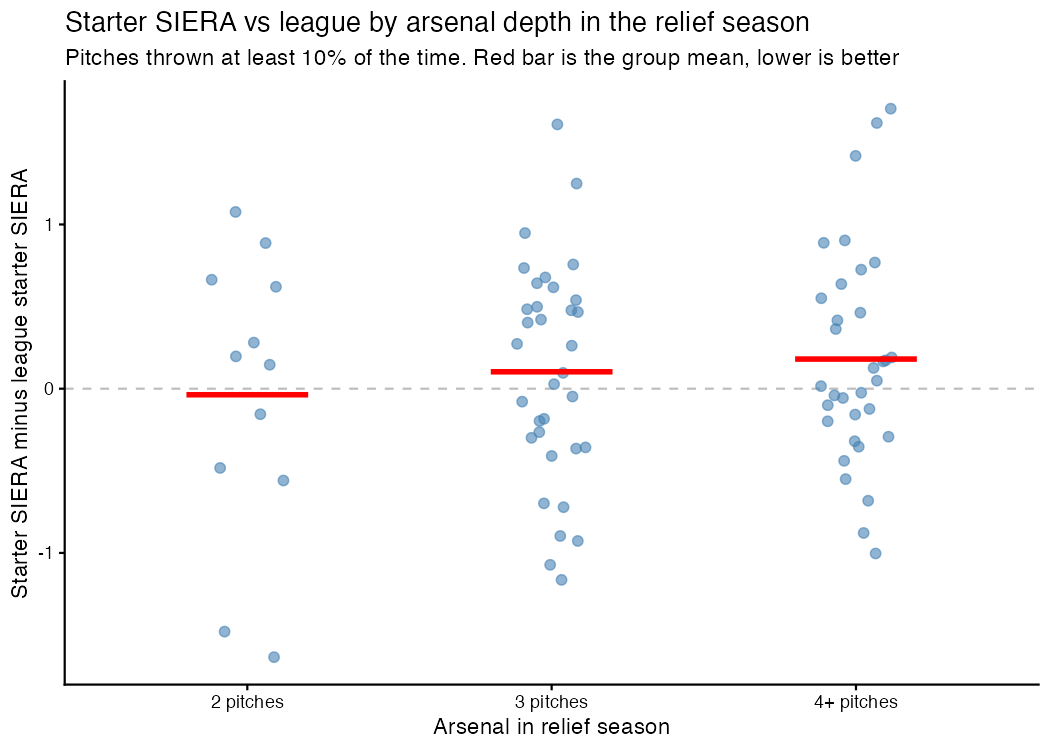 Starter SIERA vs league by arsenal depth in the relief season
Pitches thrown at least 10% of the time. Red bar is the group mean, lower is better
Starter SIERA minus league starter SIERA
1
0
-1
2 pitches
3 pitches
4+ pitches
Arsenal in relief season